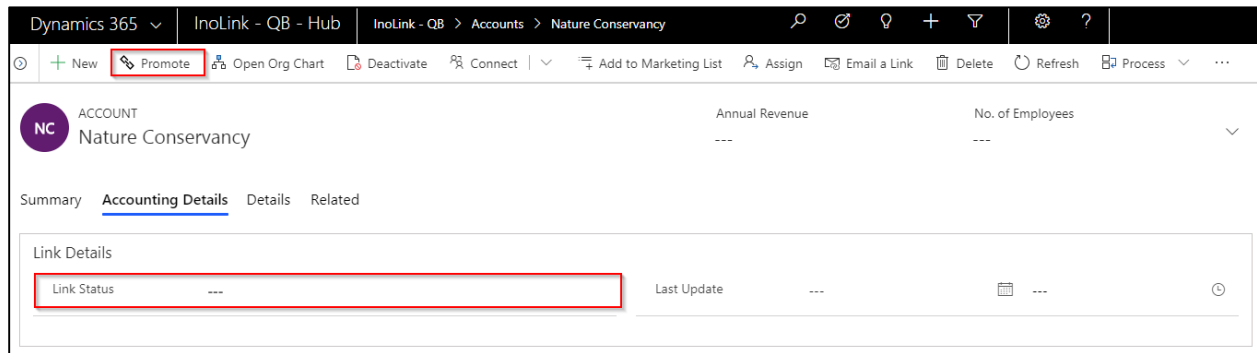 Dynamics 365 InoLink - QB - Hub InoLink - QB > Accounts > Nature Conservancy ?
+ New Promote Open Org Chart Deactivate Connect Add to Marketing List Assign Email a Link Delete Refresh Process ...
NC
ACCOUNT
Nature Conservancy
Annual Revenue
---
No. of Employees
---
Summary Accounting Details Details Related
Link Details
Link Status --- Last Update --- ---